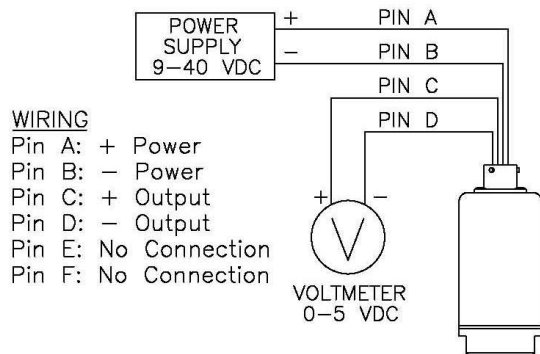 POWER
SUPPLY
9-40 VDC
+
PIN A
-
PIN B
PIN C
PIN D
WIRING
Pin A: + Power
Pin B: - Power
Pin C: + Output
Pin D: - Output
Pin E: No Connection
Pin F: No Connection
+
-
V
VOLTMETER
0-5 VDC